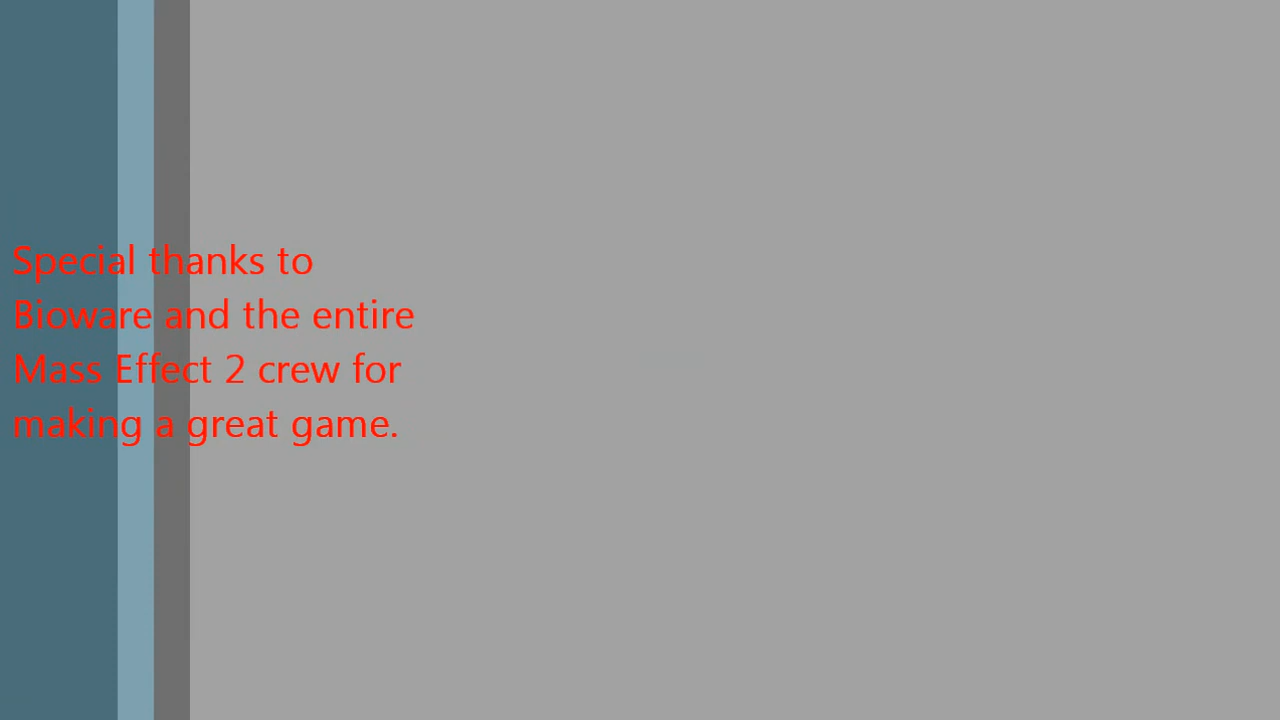 Special thanks to
Bioware and the entire
Mass Effect 2 crew for
making a great game.